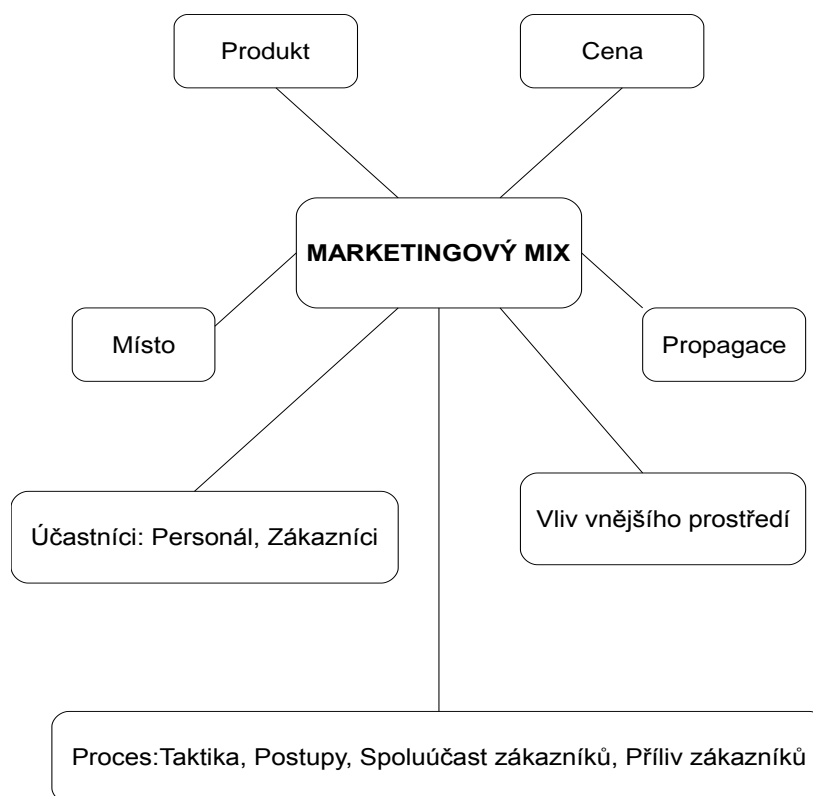 Produkt
Cena
MARKETINGOVÝ MIX
Místo
Propagace
Účastníci: Personál, Zákazníci
Vliv vnějšího prostředí
Proces:Taktika, Postupy, Spoluúčast zákazníků, Příliv zákazníků